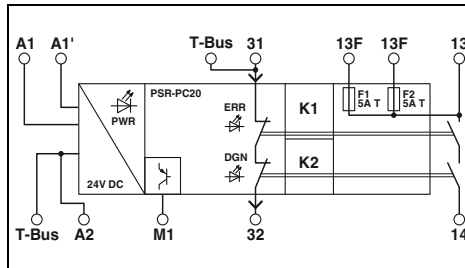 A1 A1' T-Bus 31 13F 13F 13
PSR-PC20
F1 5A T
F2 5A T
PWR
ERR
K1
DGN
K2
24V DC
T-Bus A2 M1 32 14